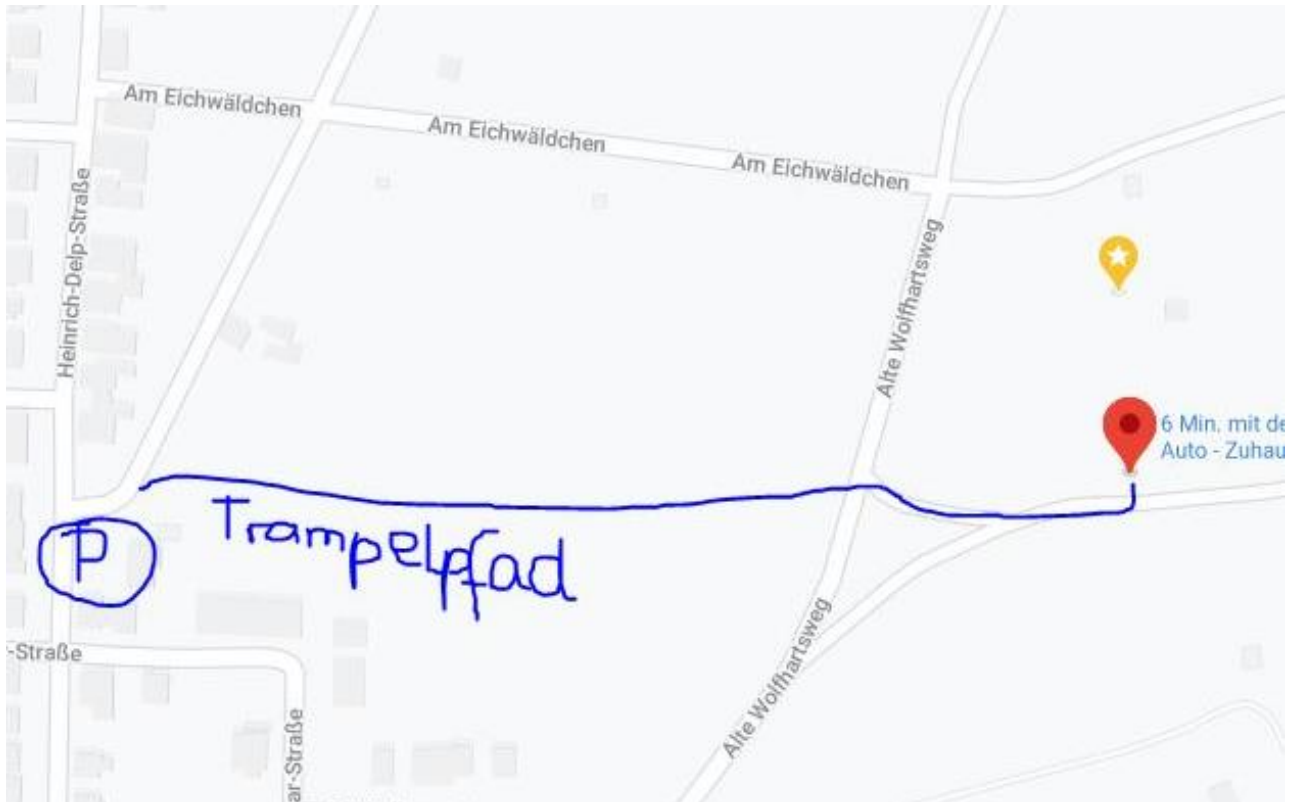 Am Eichwäldchen
Am Eichwäldchen
Am Eichwäldchen
Heinrich-Delp-Straße
Alte Wolfhartsweg
6 Min. mit de
Auto - Zuhau
P
Trampelpfad
-Straße
Alte Wolfhartsweg
ar-Straße